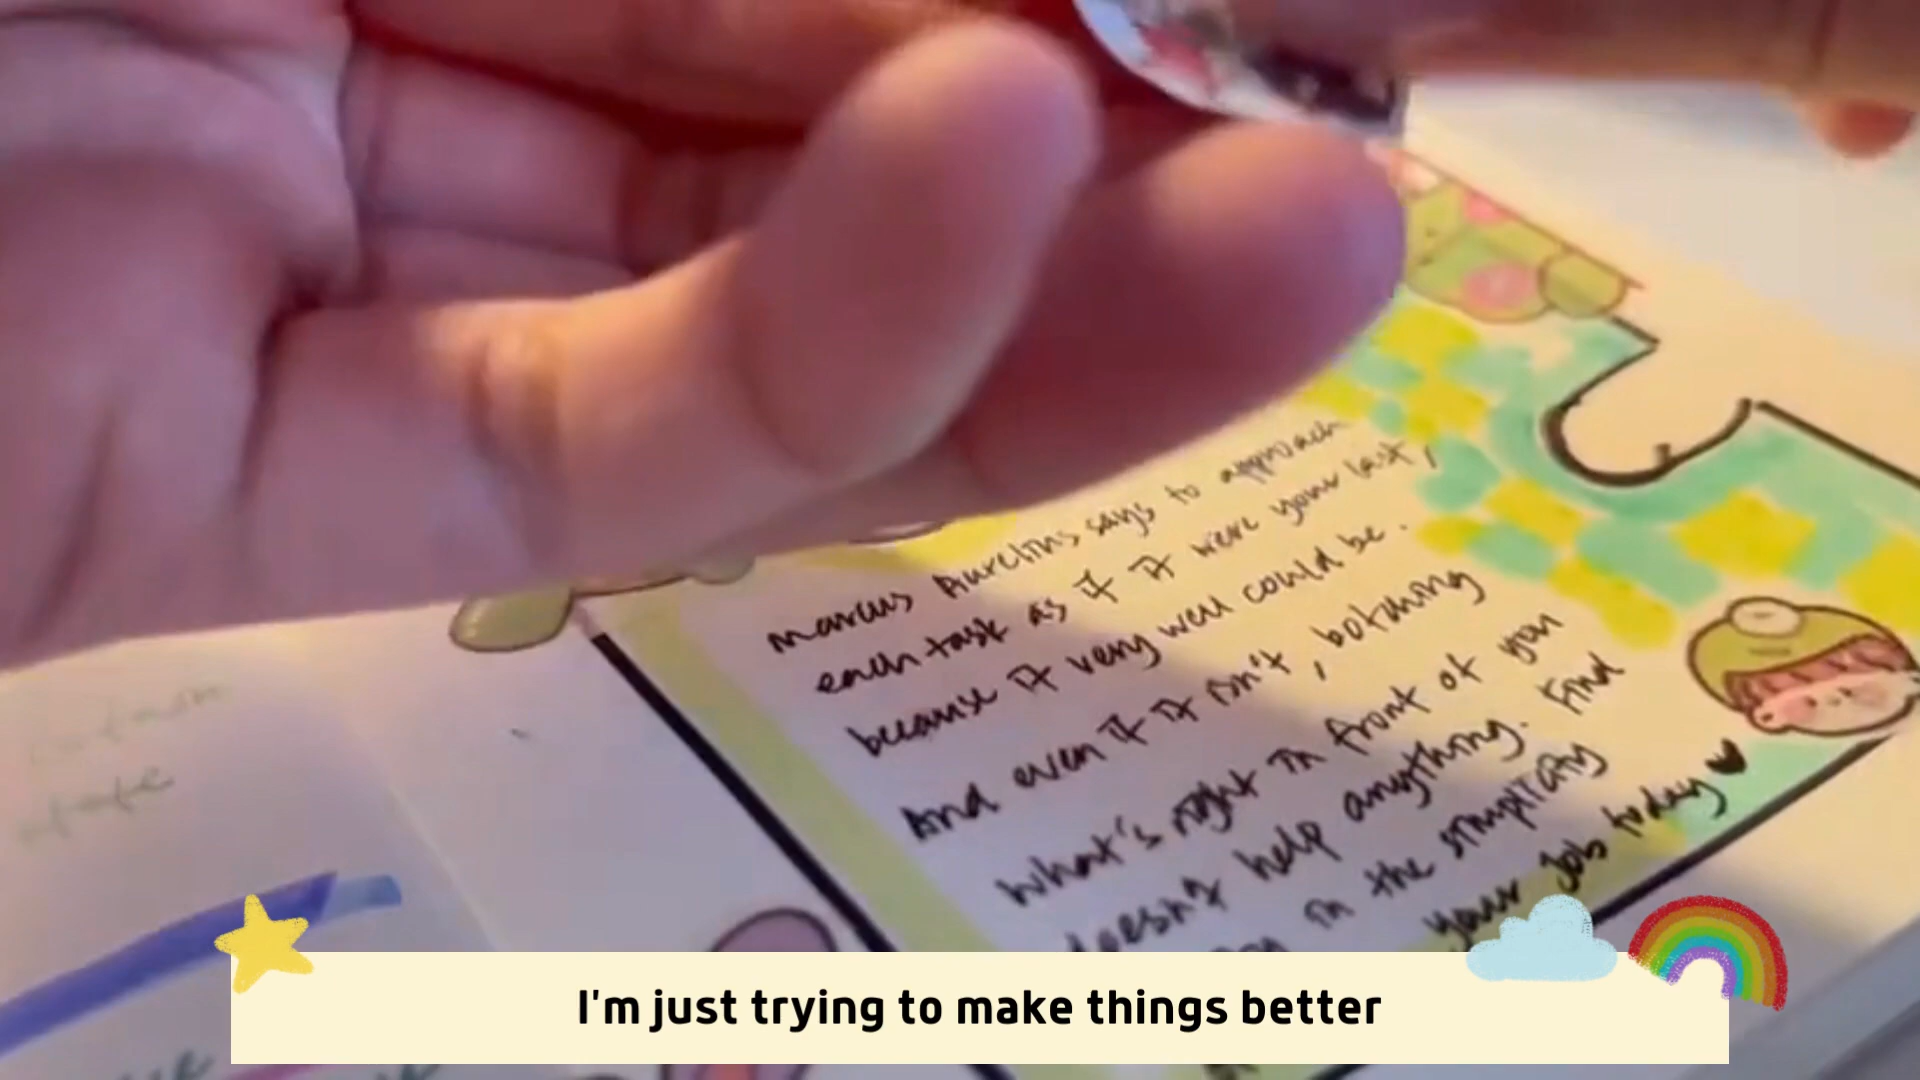 Marcus Aurelius says to approach
each task as if it were your last,
because it very well could be.
And even if it isn't, botching
what's right in front of you
doesn't help anything. Find
in the simplicity
your job today
I'm just trying to make things better